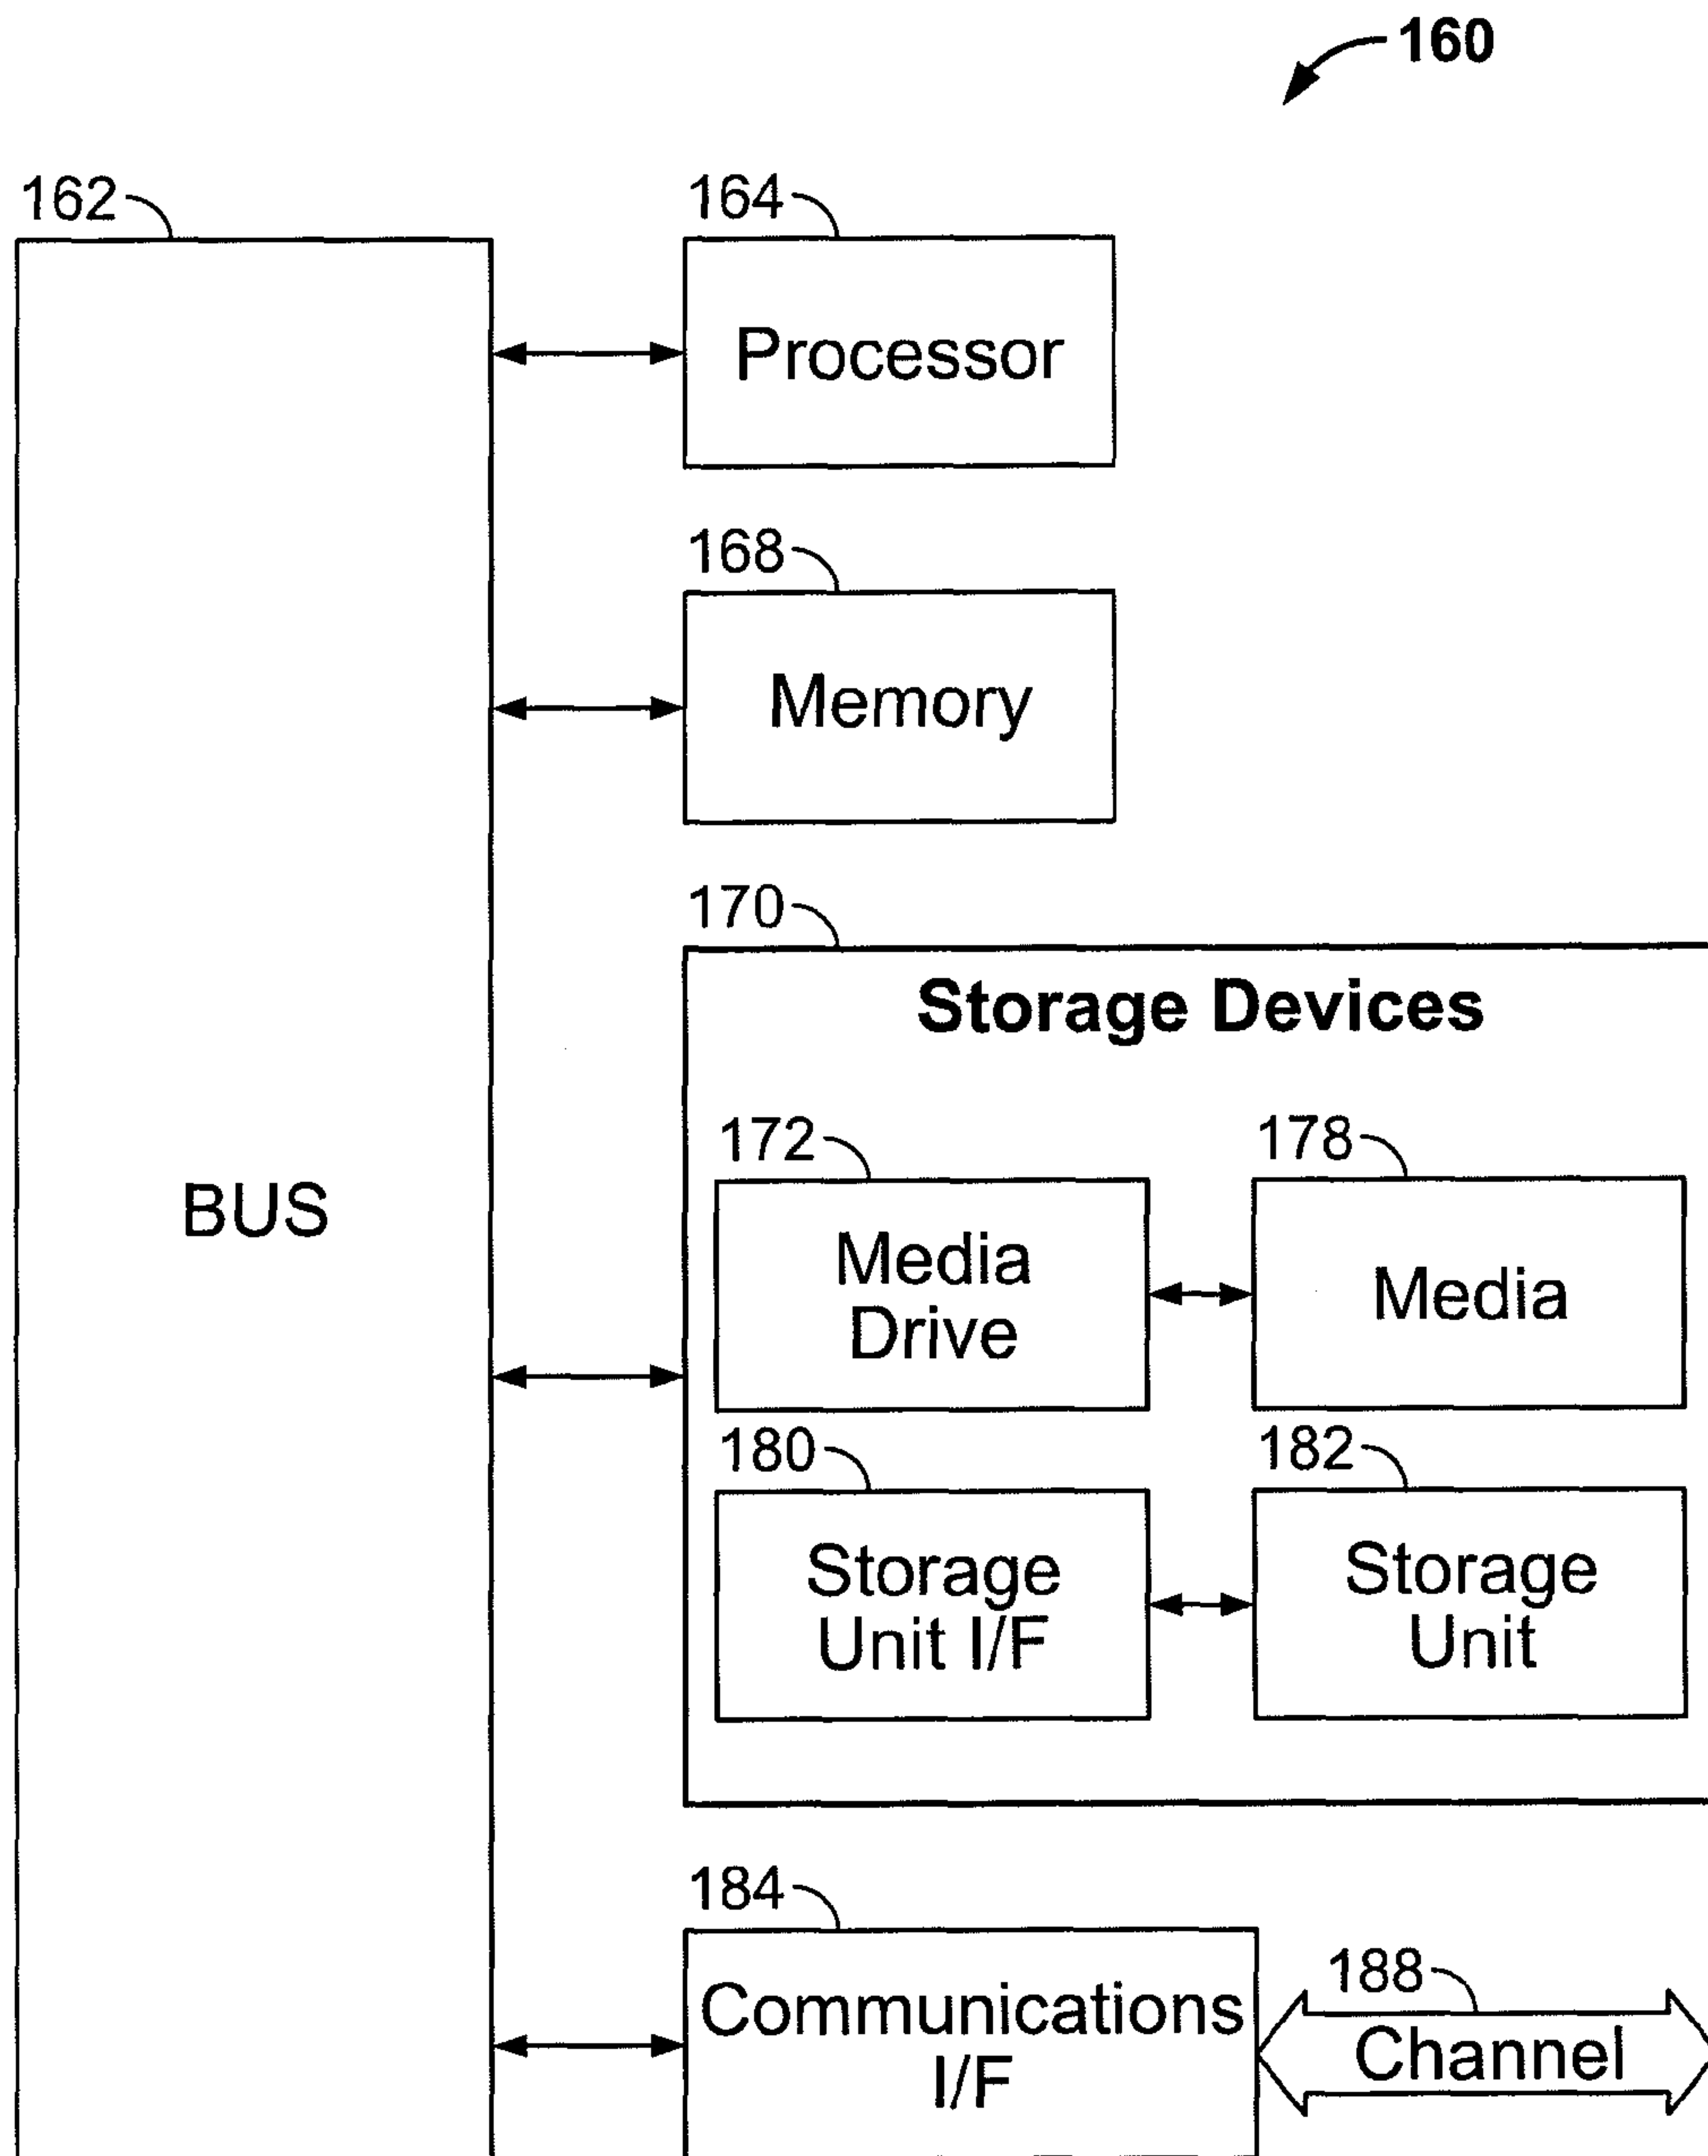 160
162
164
Processor
168
Memory
170
Storage Devices
172
178
BUS
Media
Drive
Media
180
182
Storage
Unit I/F
Storage
Unit
184
Communications
I/F
188
Channel